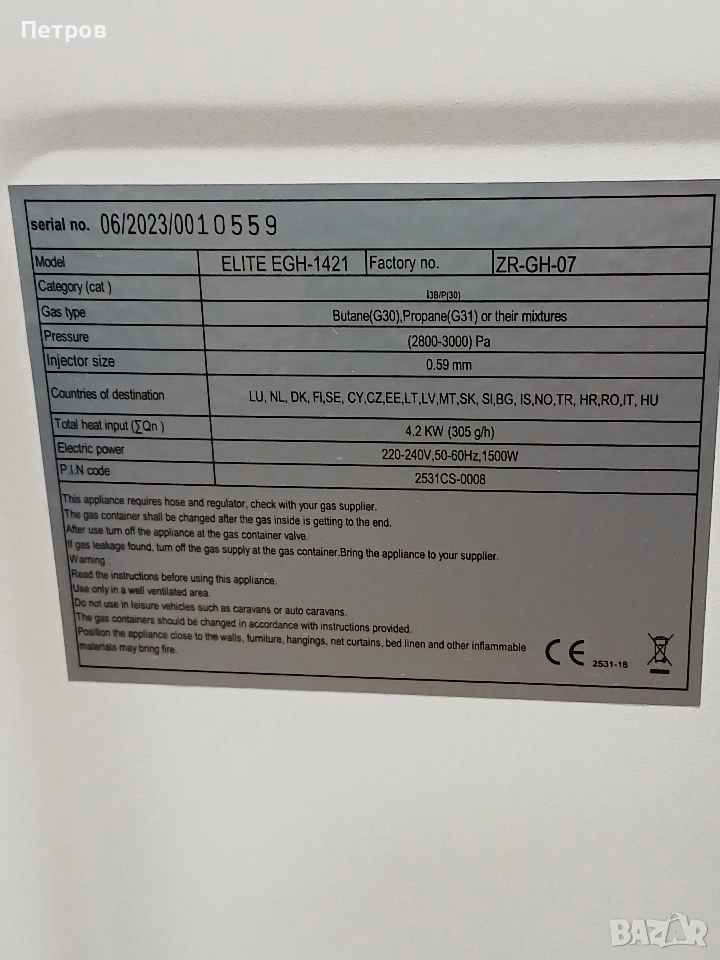 Петров
serial no. 06/2023/0010559
Model ELITE EGH-1421 Factory no. ZR-GH-07
Category (cat ) I3B/P(30)
Gas type Butane(G30),Propane(G31) or their mixtures
Pressure (2800-3000) Pa
Injector size 0.59 mm
Countries of destination LU, NL, DK, FI,SE, CY,CZ,EE,LT,LV,MT,SK, SI,BG, IS,NO,TR, HR,RO,IT, HU
Total heat input (∑Qn ) 4.2 KW (305 g/h)
Electric power 220-240V,50-60Hz,1500W
P.I.N code 2531CS-0008
This appliance requires hose and regulator, check with your gas supplier.
The gas container shall be changed after the gas inside is getting to the end.
After use turn off the appliance at the gas container valve.
If gas leakage found, turn off the gas supply at the gas container.Bring the appliance to your supplier.
Warning :
Read the instructions before using this appliance.
Use only in a well ventilated area.
Do not use in leisure vehicles such as caravans or auto caravans.
The gas containers should be changed in accordance with instructions provided.
Position the appliance close to the walls, furniture, hangings, net curtains, bed linen and other inflammable
materials may bring fire.
CE 2531-18
BAZAR